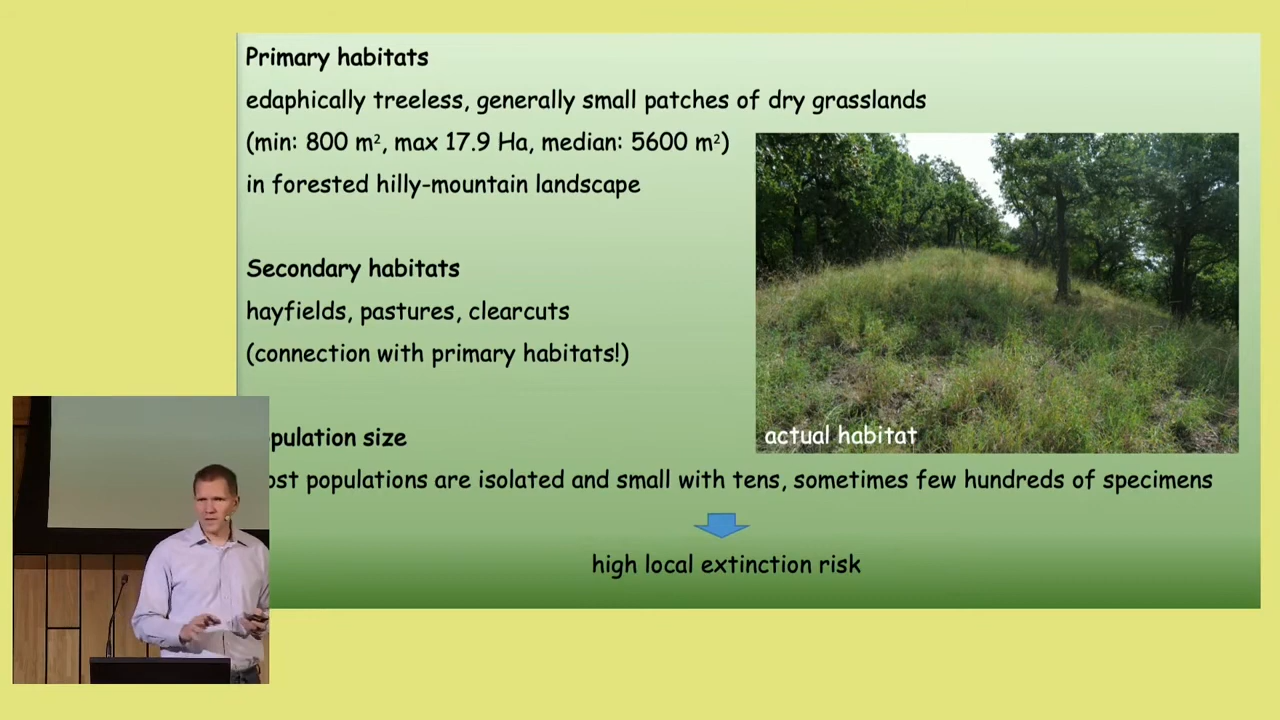 Primary habitats
edaphically treeless, generally small patches of dry grasslands
(min: 800 m², max 17.9 Ha, median: 5600 m²)
in forested hilly-mountain landscape
Secondary habitats
hayfields, pastures, clearcuts
(connection with primary habitats!)
actual habitat
size
populations are isolated and small with tens, sometimes few hundreds of specimens
high local extinction risk